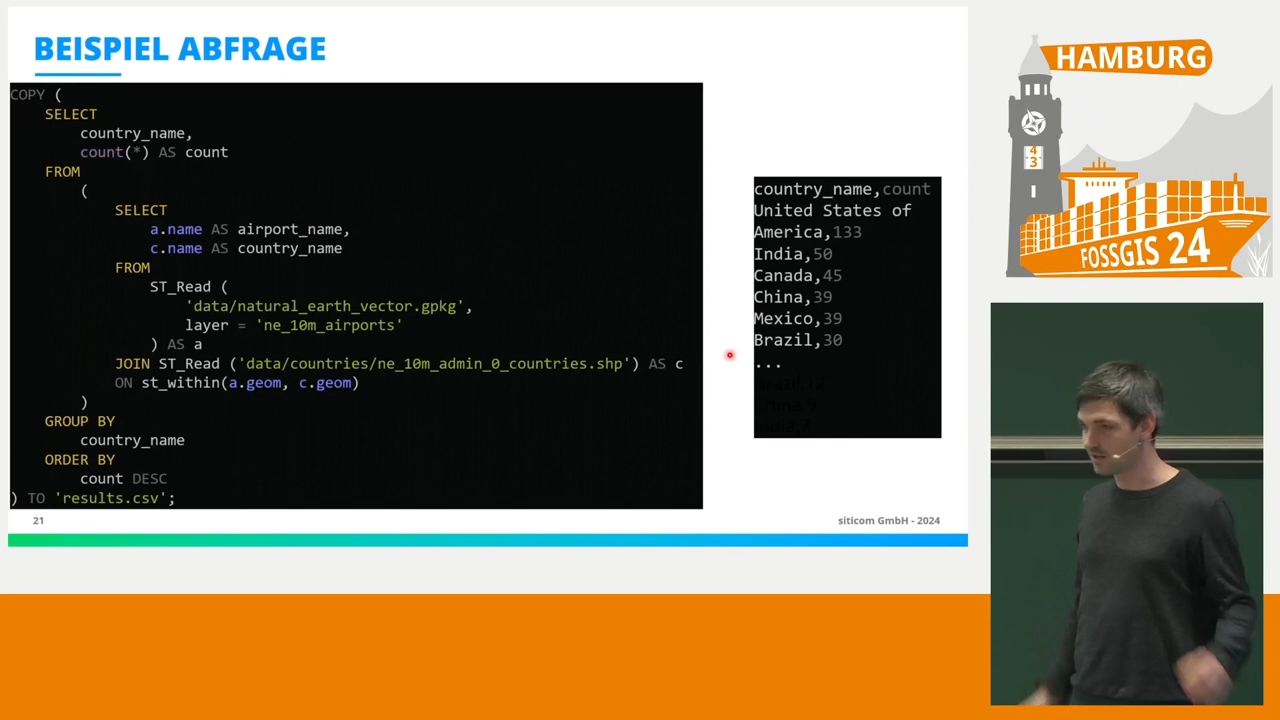 BEISPIEL ABFRAGE
COPY (
SELECT
country_name,
count(*) AS count
FROM
(
SELECT
a.name AS airport_name,
c.name AS country_name
FROM
ST_Read (
'data/natural_earth_vector.gpkg',
layer = 'ne_10m_airports'
) AS a
JOIN ST_Read ('data/countries/ne_10m_admin_0_countries.shp') AS c
ON st_within(a.geom, c.geom)
)
GROUP BY
country_name
ORDER BY
count DESC
) TO 'results.csv';
country_name,count
United States of
America,133
India,50
Canada,45
China,39
Mexico,39
Brazil,30
...
21
siticom GmbH - 2024
HAMBURG
4
3
FOSSGIS 24